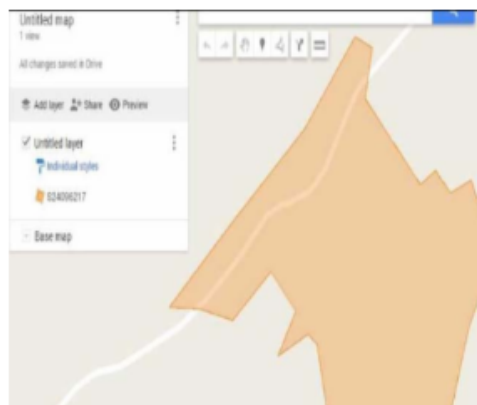 Untitled map
1 view
All changes saved in Drive
Add layer Share Preview
Untitled layer
Individual styles
024096217
Base map